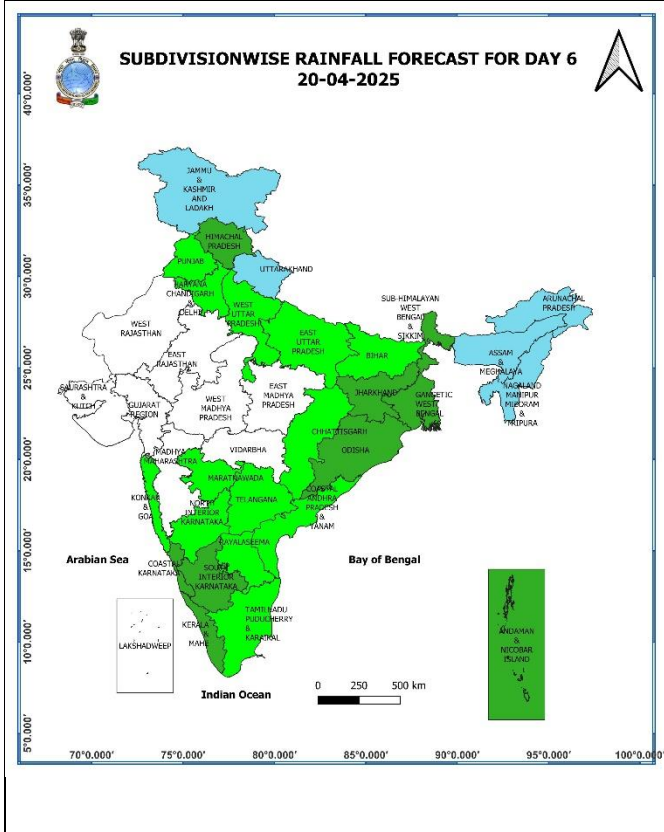 SUBDIVISIONWISE RAINFALL FORECAST FOR DAY 6
20-04-2025
40°0.000'
35°0.000'
30°0.000'
25°0.000'
20°0.000'
15°0.000'
10°0.000'
5°0.000'
JAMMU
&
KASHMIR
AND
LADAKH
HIMACHAL
PRADESH
PUNJAB
UTTARAKHAND
HARYANA
CHANDIGARH
&
DELHI
WEST
UTTAR
PRADESH
SUB-HIMALAYAN
WEST
BENGAL
&
SIKKIM
ARUNACHAL
PRADESH
WEST
RAJASTHAN
EAST
UTTAR
PRADESH
EAST
RAJASTHAN
BIHAR
ASSAM
&
MEGHALAYA
NAGALAND
MANIPUR
MIZORAM
&
TRIPURA
SAURASHTRA
&
KUTCH
GUJARAT
REGION
WEST
MADHYA
PRADESH
EAST
MADHYA
PRADESH
JHARKHAND
GANGETIC
WEST
BENGAL
CHHATTISGARH
ODISHA
MADHYA
MAHARASHTRA
VIDARBHA
MARATHWADA
KONKAN
&
GOA
NORTH
INTERIOR
KARNATAKA
TELANGANA
COASTAL
ANDHRA
PRADESH
&
YANAM
RAYALASEEMA
Arabian Sea
Bay of Bengal
COASTAL
KARNATAKA
SOUTH
INTERIOR
KARNATAKA
TAMILNADU
PUDUCHERRY
&
KARAIKAL
KERALA
&
MAHE
LAKSHADWEEP
ANDAMAN
&
NICOBAR
ISLAND
Indian Ocean
0 250 500 km
70°0.000' 75°0.000' 80°0.000' 85°0.000' 90°0.000' 95°0.000' 100°0.000'